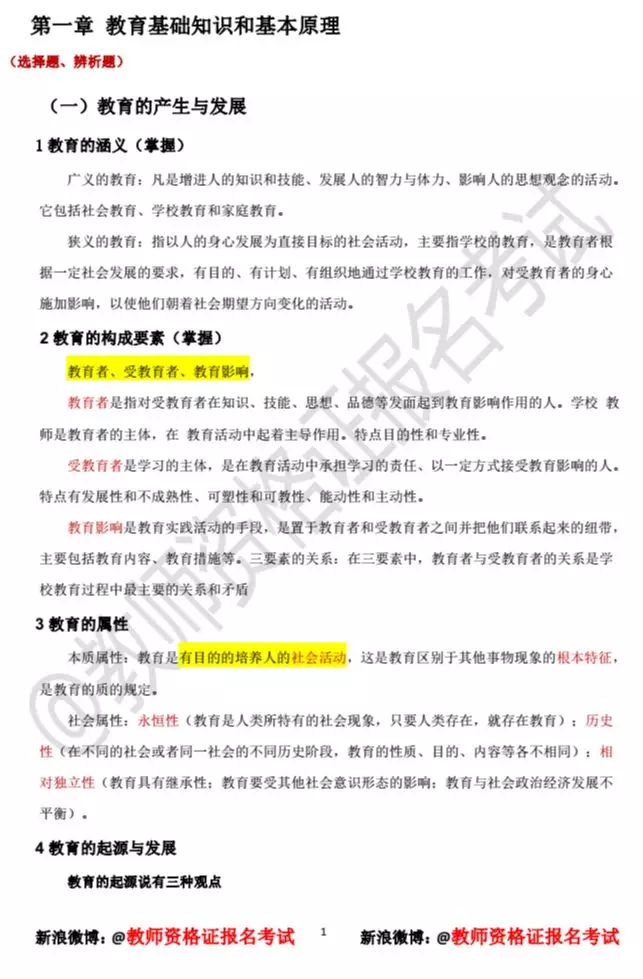 第一章 教育基础知识和基本原理
（选择题、辨析题）
（一）教育的产生与发展
1 教育的涵义（掌握）
广义的教育：凡是增进人的知识和技能、发展人的智力与体力、影响人的思想观念的活动。
它包括社会教育、学校教育和家庭教育。
狭义的教育：指以人的身心发展为直接目标的社会活动，主要指学校的教育，是教育者根
据一定社会发展的要求，有目的、有计划、有组织地通过学校教育的工作，对受教育者的身心
施加影响，以使他们朝着社会期望方向变化的活动。
2 教育的构成要素（掌握）
教育者、受教育者、教育影响，
教育者是指对受教育者在知识、技能、思想、品德等发面起到教育影响作用的人。学校 教
师是教育者的主体，在 教育活动中起着主导作用。特点目的性和专业性。
受教育者是学习的主体，是在教育活动中承担学习的责任、以一定方式接受教育影响的人。
特点有发展性和不成熟性、可塑性和可教性、能动性和主动性。
教育影响是教育实践活动的手段，是置于教育者和受教育者之间并把他们联系起来的纽带，
主要包括教育内容、教育措施等。三要素的关系：在三要素中，教育者与受教育者的关系是学
校教育过程中最主要的关系和矛盾
3 教育的属性
本质属性：教育是有目的的培养人的社会活动，这是教育区别于其他事物现象的根本特征，
是教育的质的规定。
社会属性：永恒性（教育是人类所特有的社会现象，只要人类存在，就存在教育）；历史
性（在不同的社会或者同一社会的不同历史阶段，教育的性质、目的、内容等各不相同）；相
对独立性（教育具有继承性；教育要受其他社会意识形态的影响；教育与社会政治经济发展不
平衡）。
4 教育的起源与发展
教育的起源说有三种观点
新浪微博：@教师资格证报名考试 1 新浪微博：@教师资格证报名考试
@教师资格证报名考试